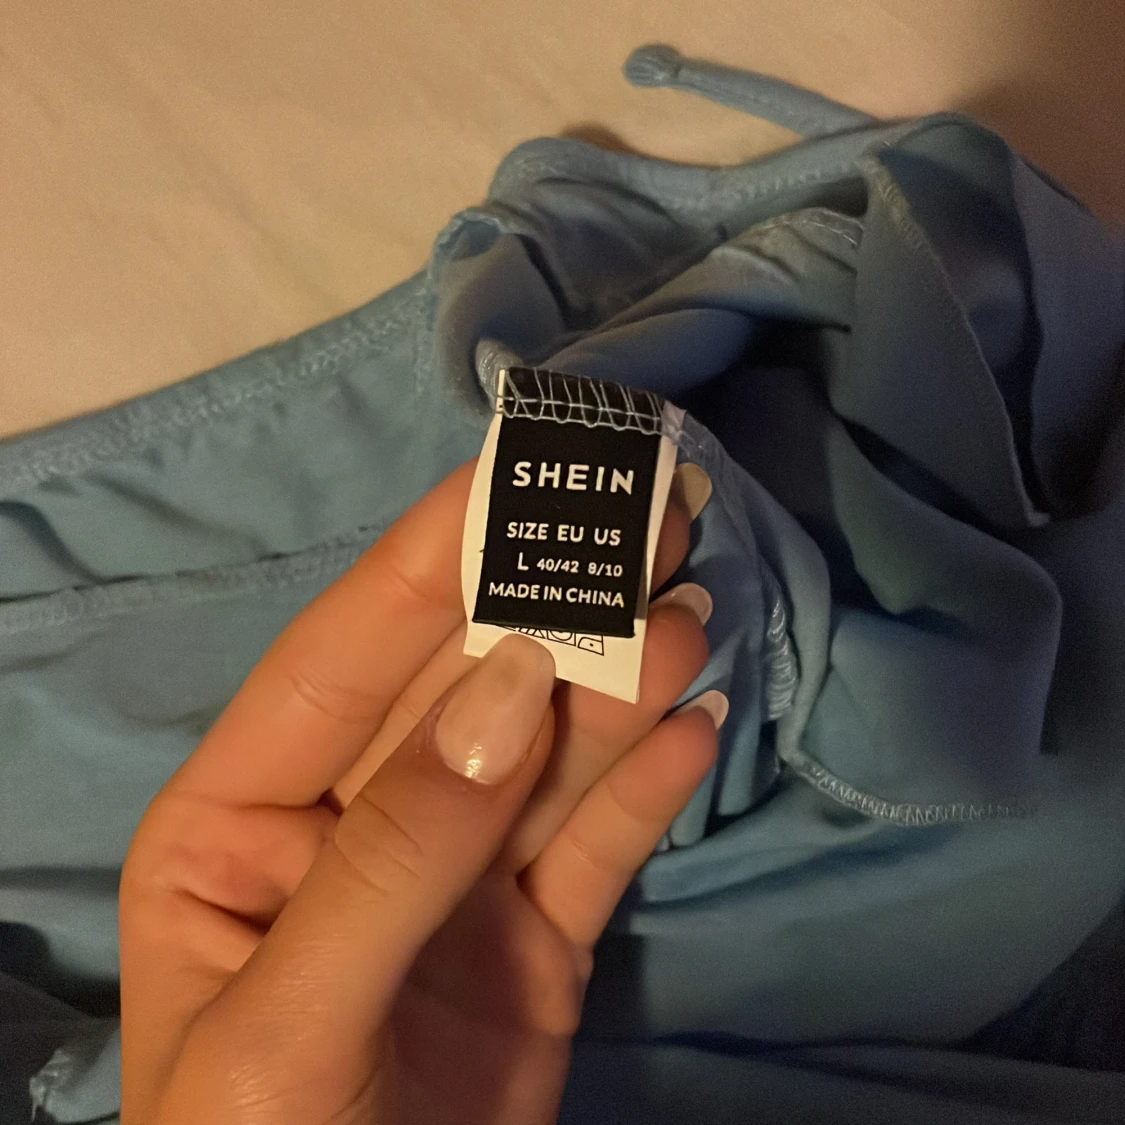 SHEIN
SIZE EU US
L 40/42 8/10
MADE IN CHINA